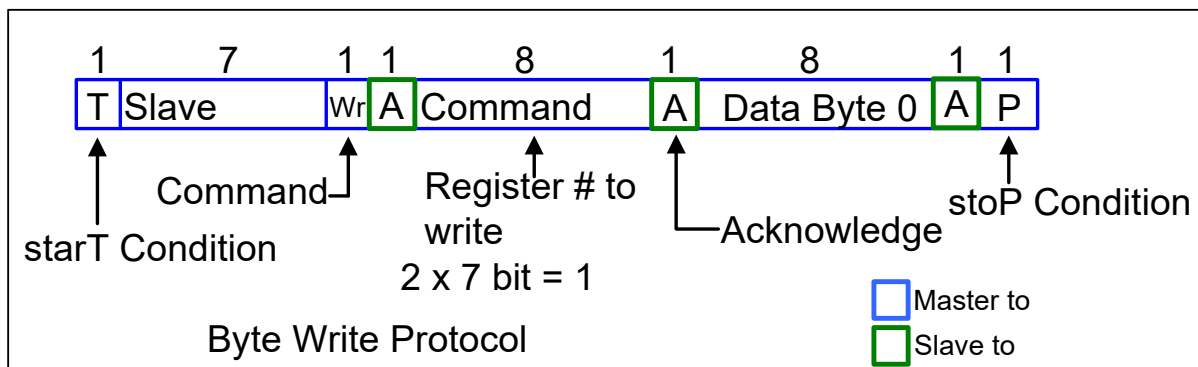 1 7 1 1 8 1 8 1 1
T Slave Wr A Command A Data Byte 0 A P
Command
Register # to
write
2 x 7 bit = 1
Acknowledge
stoP Condition
starT Condition
Byte Write Protocol
Master to
Slave to